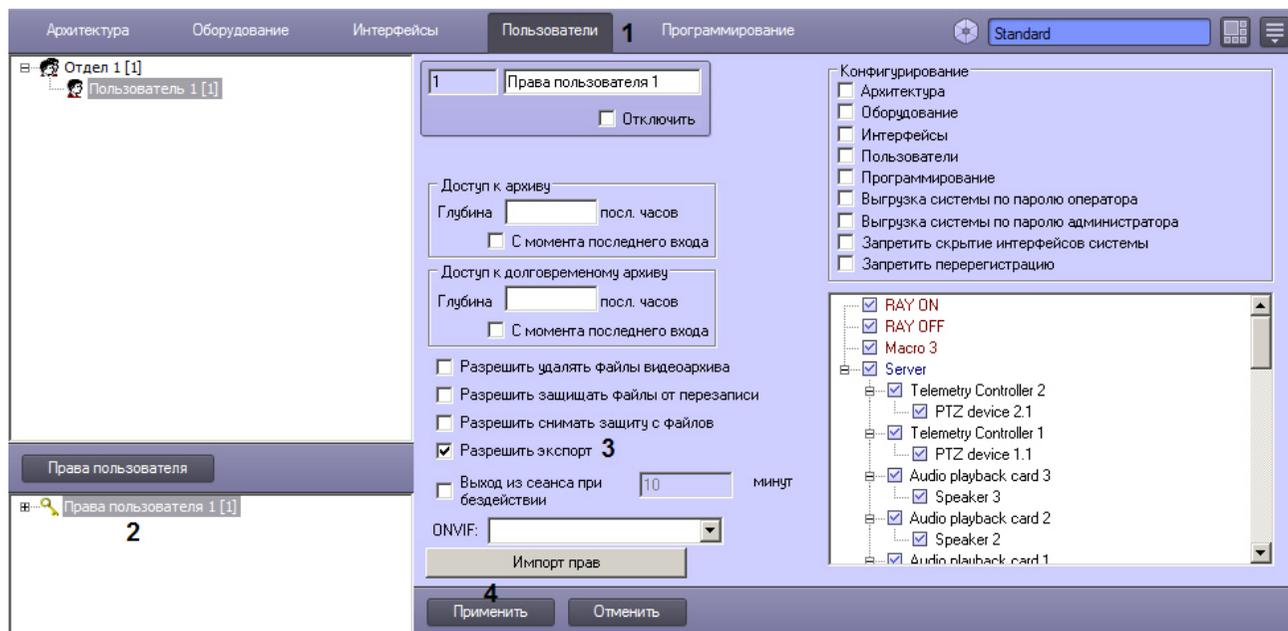 Архитектура Оборудование Интерфейсы Пользователи 1 Программирование Standard
Отдел 1 [1]
Пользователь 1 [1]
Права пользователя
Права пользователя 1 [1]
2
1 Права пользователя 1
Отключить
Доступ к архиву
Глубина посл. часов
С момента последнего входа
Доступ к долговременому архиву
Глубина посл. часов
С момента последнего входа
Разрешить удалять файлы видеоархива
Разрешить защищать файлы от перезаписи
Разрешить снимать защиту с файлов
Разрешить экспорт 3
Выход из сеанса при бездействии 10 минут
ONVIF:
Импорт прав
4
Применить Отменить
Конфигурирование
Архитектура
Оборудование
Интерфейсы
Пользователи
Программирование
Выгрузка системы по паролю оператора
Выгрузка системы по паролю администратора
Запретить скрытие интерфейсов системы
Запретить перерегистрацию
RAY ON
RAY OFF
Macro 3
Server
Telemetry Controller 2
PTZ device 2.1
Telemetry Controller 1
PTZ device 1.1
Audio playback card 3
Speaker 3
Audio playback card 2
Speaker 2
Audio playback card 1